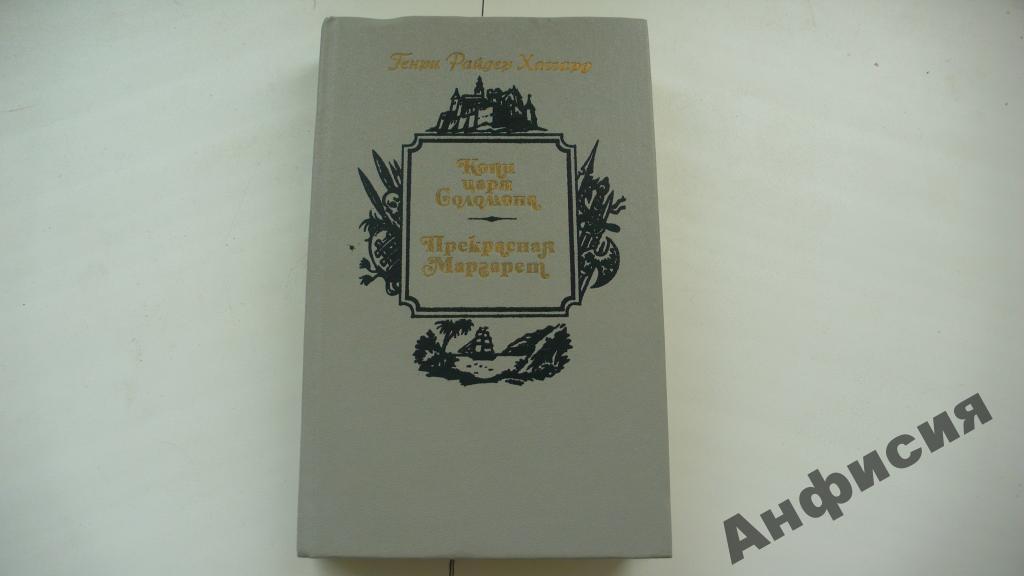 Генри Райдер Хаггард
Копи
царя
Соломона
Прекрасная
Маргарет
Анфисия